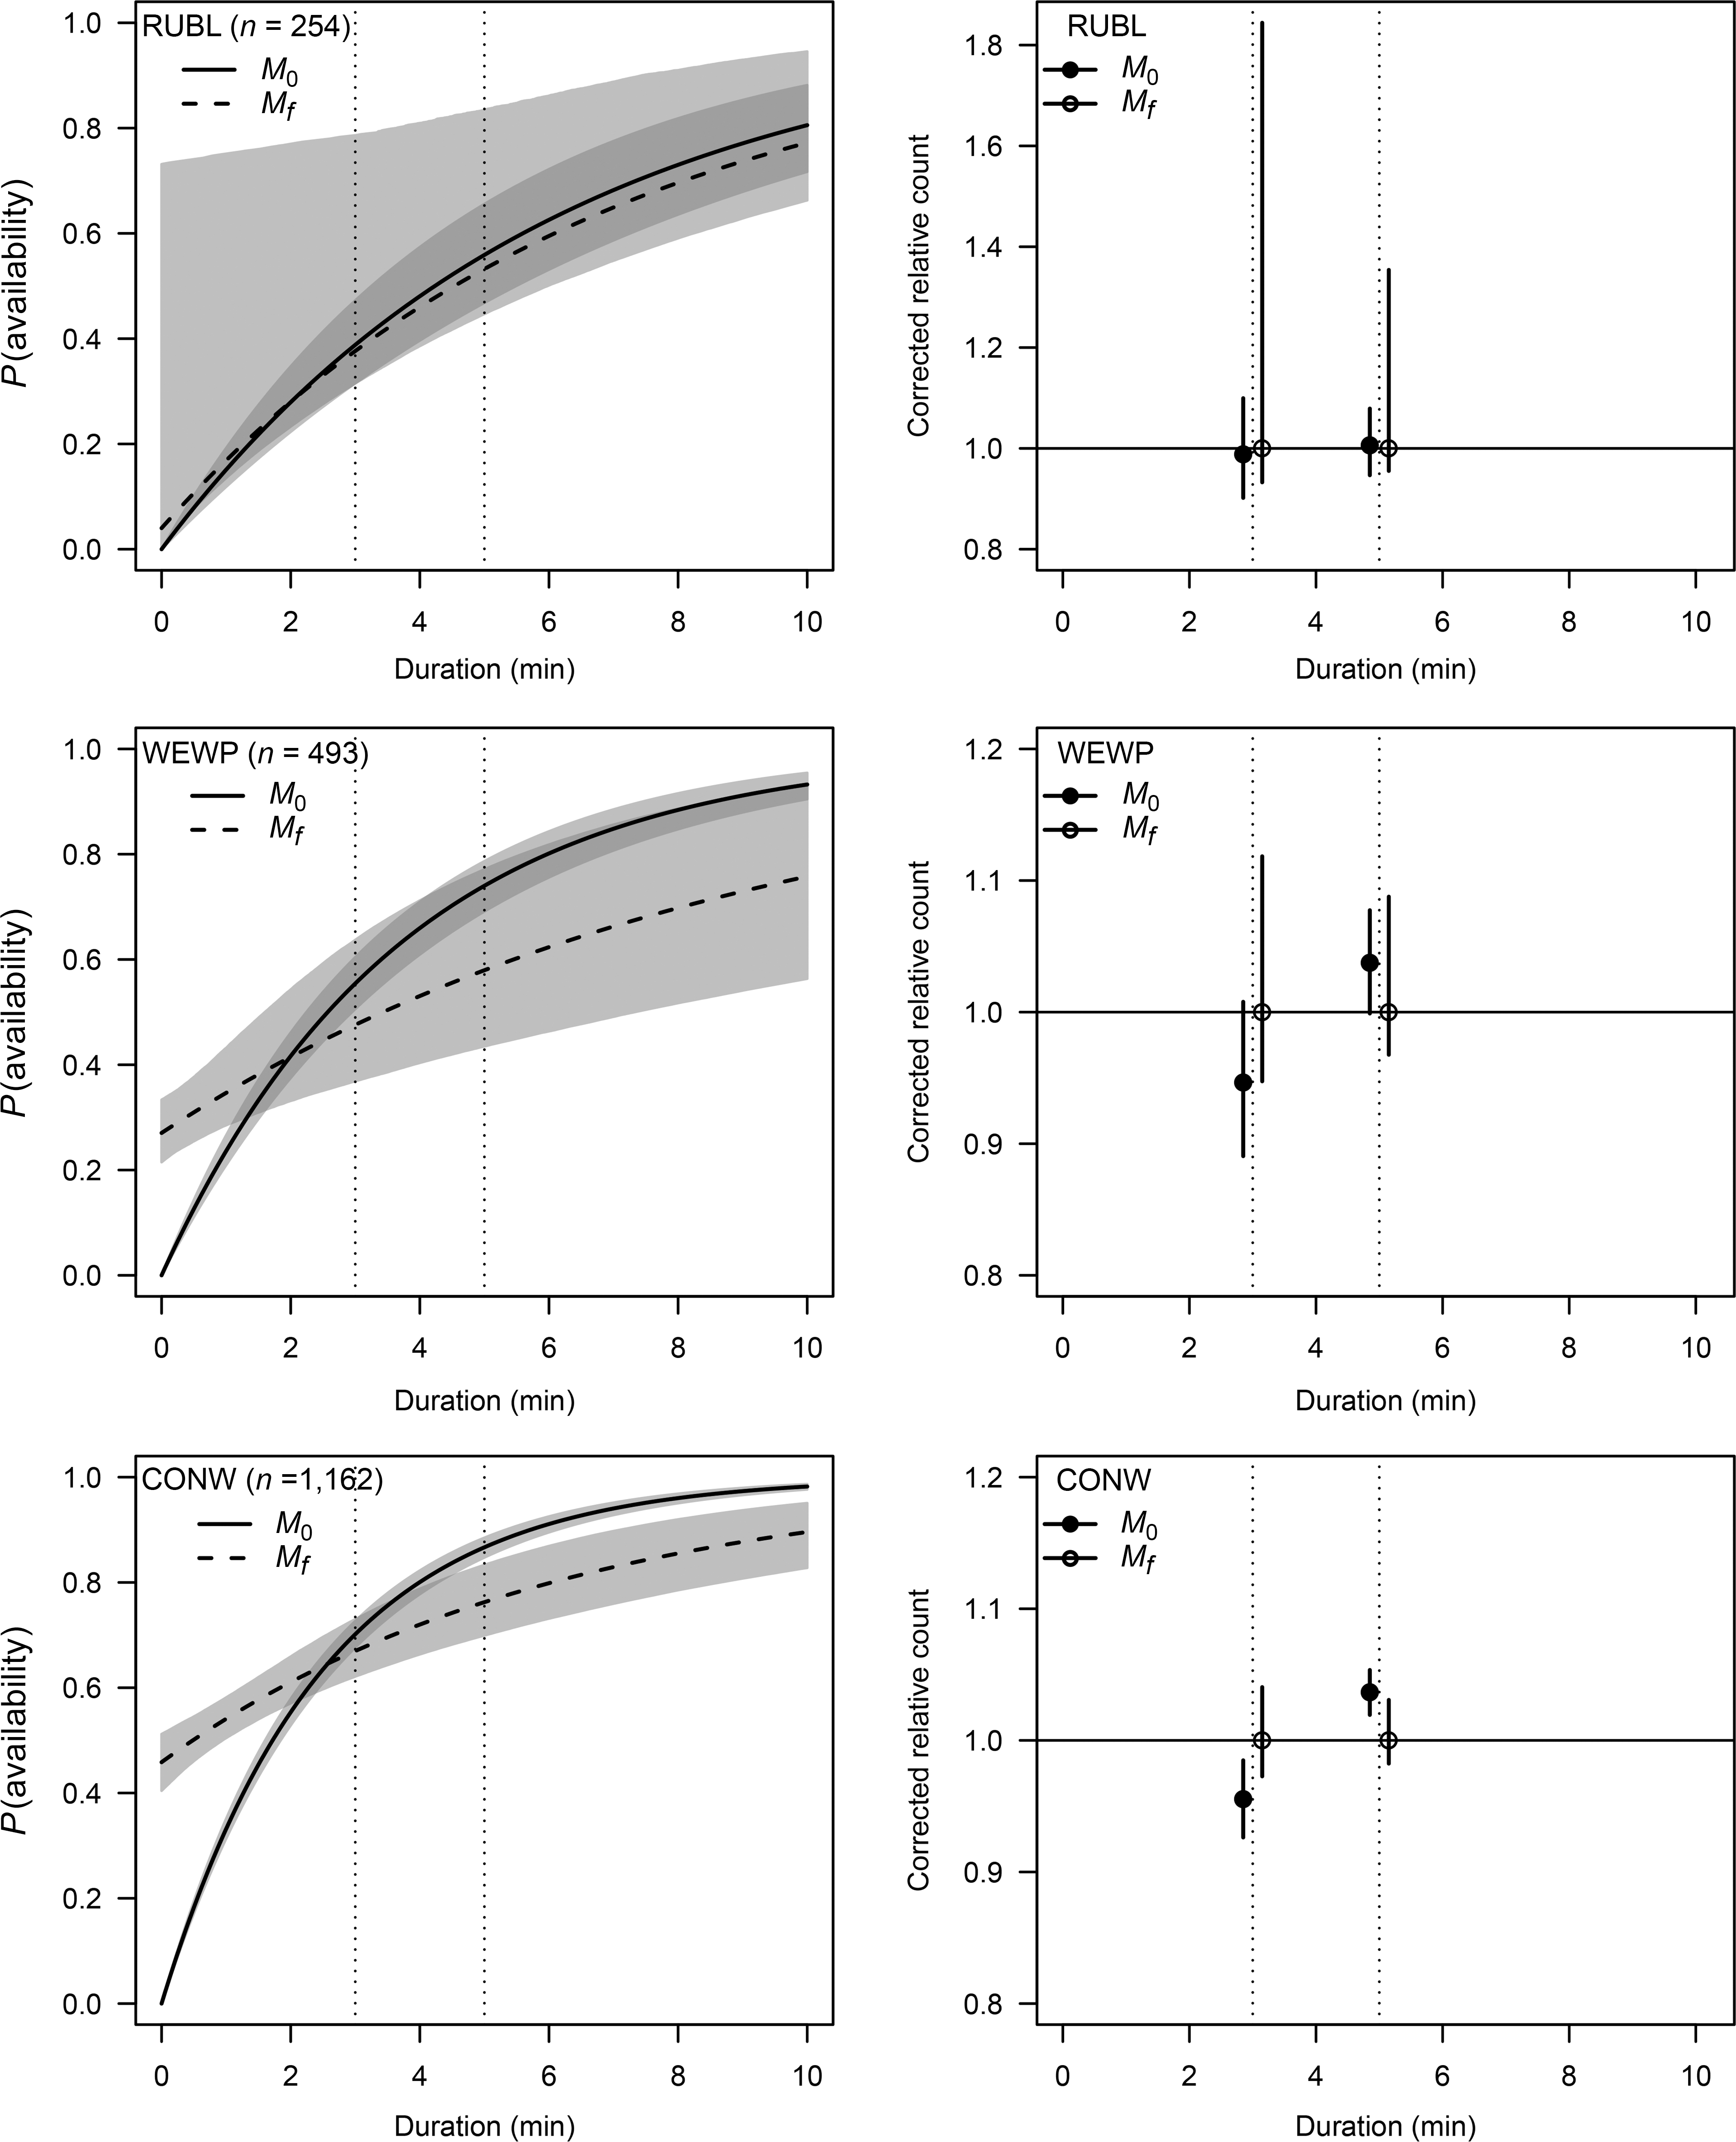 RUBL (n = 254)
M0
Mf
P(availability)
1.0
0.8
0.6
0.4
0.2
0.0
0 2 4 6 8 10
Duration (min)
RUBL
M0
Mf
Corrected relative count
1.8
1.6
1.4
1.2
1.0
0.8
0 2 4 6 8 10
Duration (min)
WEWP (n = 493)
M0
Mf
P(availability)
1.0
0.8
0.6
0.4
0.2
0.0
0 2 4 6 8 10
Duration (min)
WEWP
M0
Mf
Corrected relative count
1.2
1.1
1.0
0.9
0.8
0 2 4 6 8 10
Duration (min)
CONW (n =1,162)
M0
Mf
P(availability)
1.0
0.8
0.6
0.4
0.2
0.0
0 2 4 6 8 10
Duration (min)
CONW
M0
Mf
Corrected relative count
1.2
1.1
1.0
0.9
0.8
0 2 4 6 8 10
Duration (min)